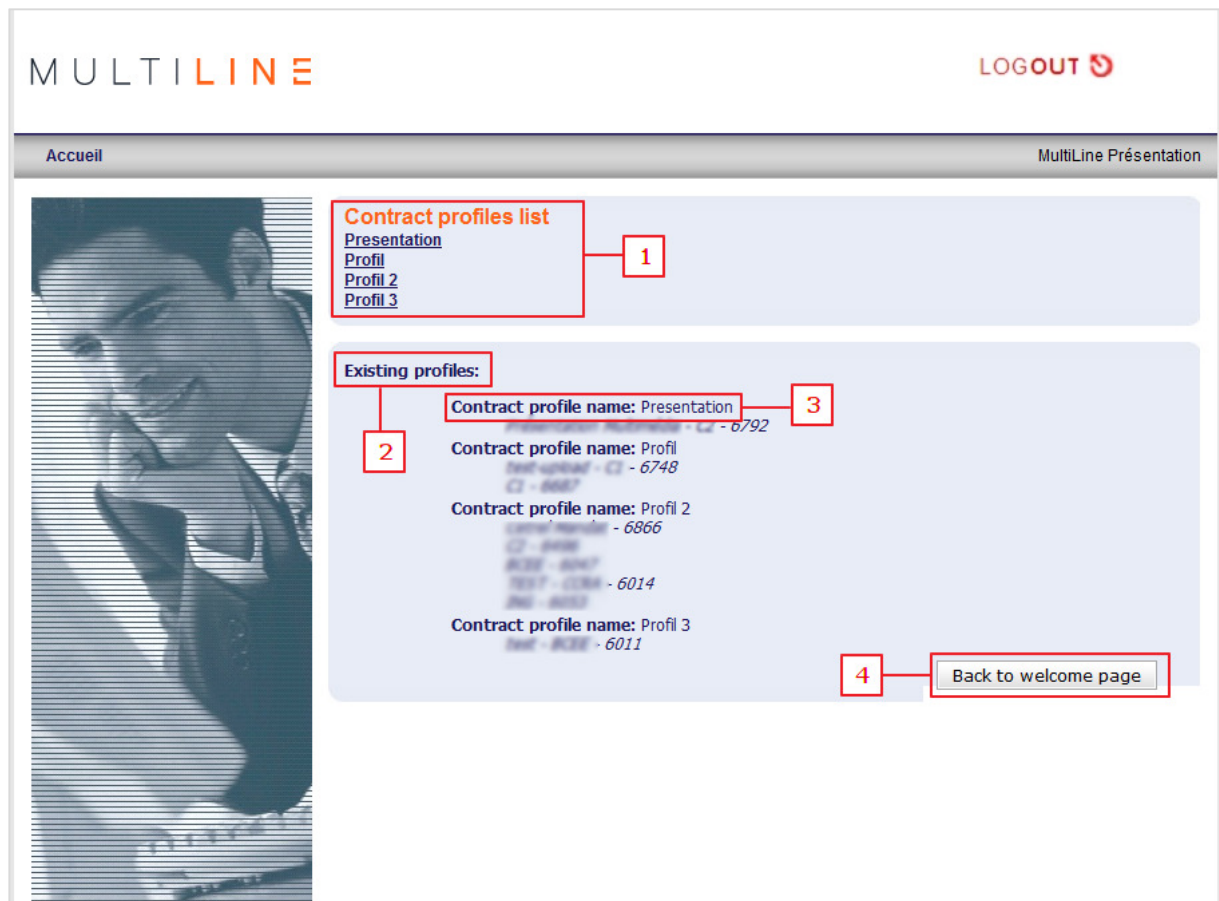 MULTILINE
LOGOUT
Accueil
MultiLine Présentation
Contract profiles list
Presentation
Profil
Profil 2
Profil 3
1
Existing profiles:
2
Contract profile name: Presentation
3
- 6792
Contract profile name: Profil
- 6748
Contract profile name: Profil 2
- 6866
- 6014
Contract profile name: Profil 3
- 6011
4
Back to welcome page